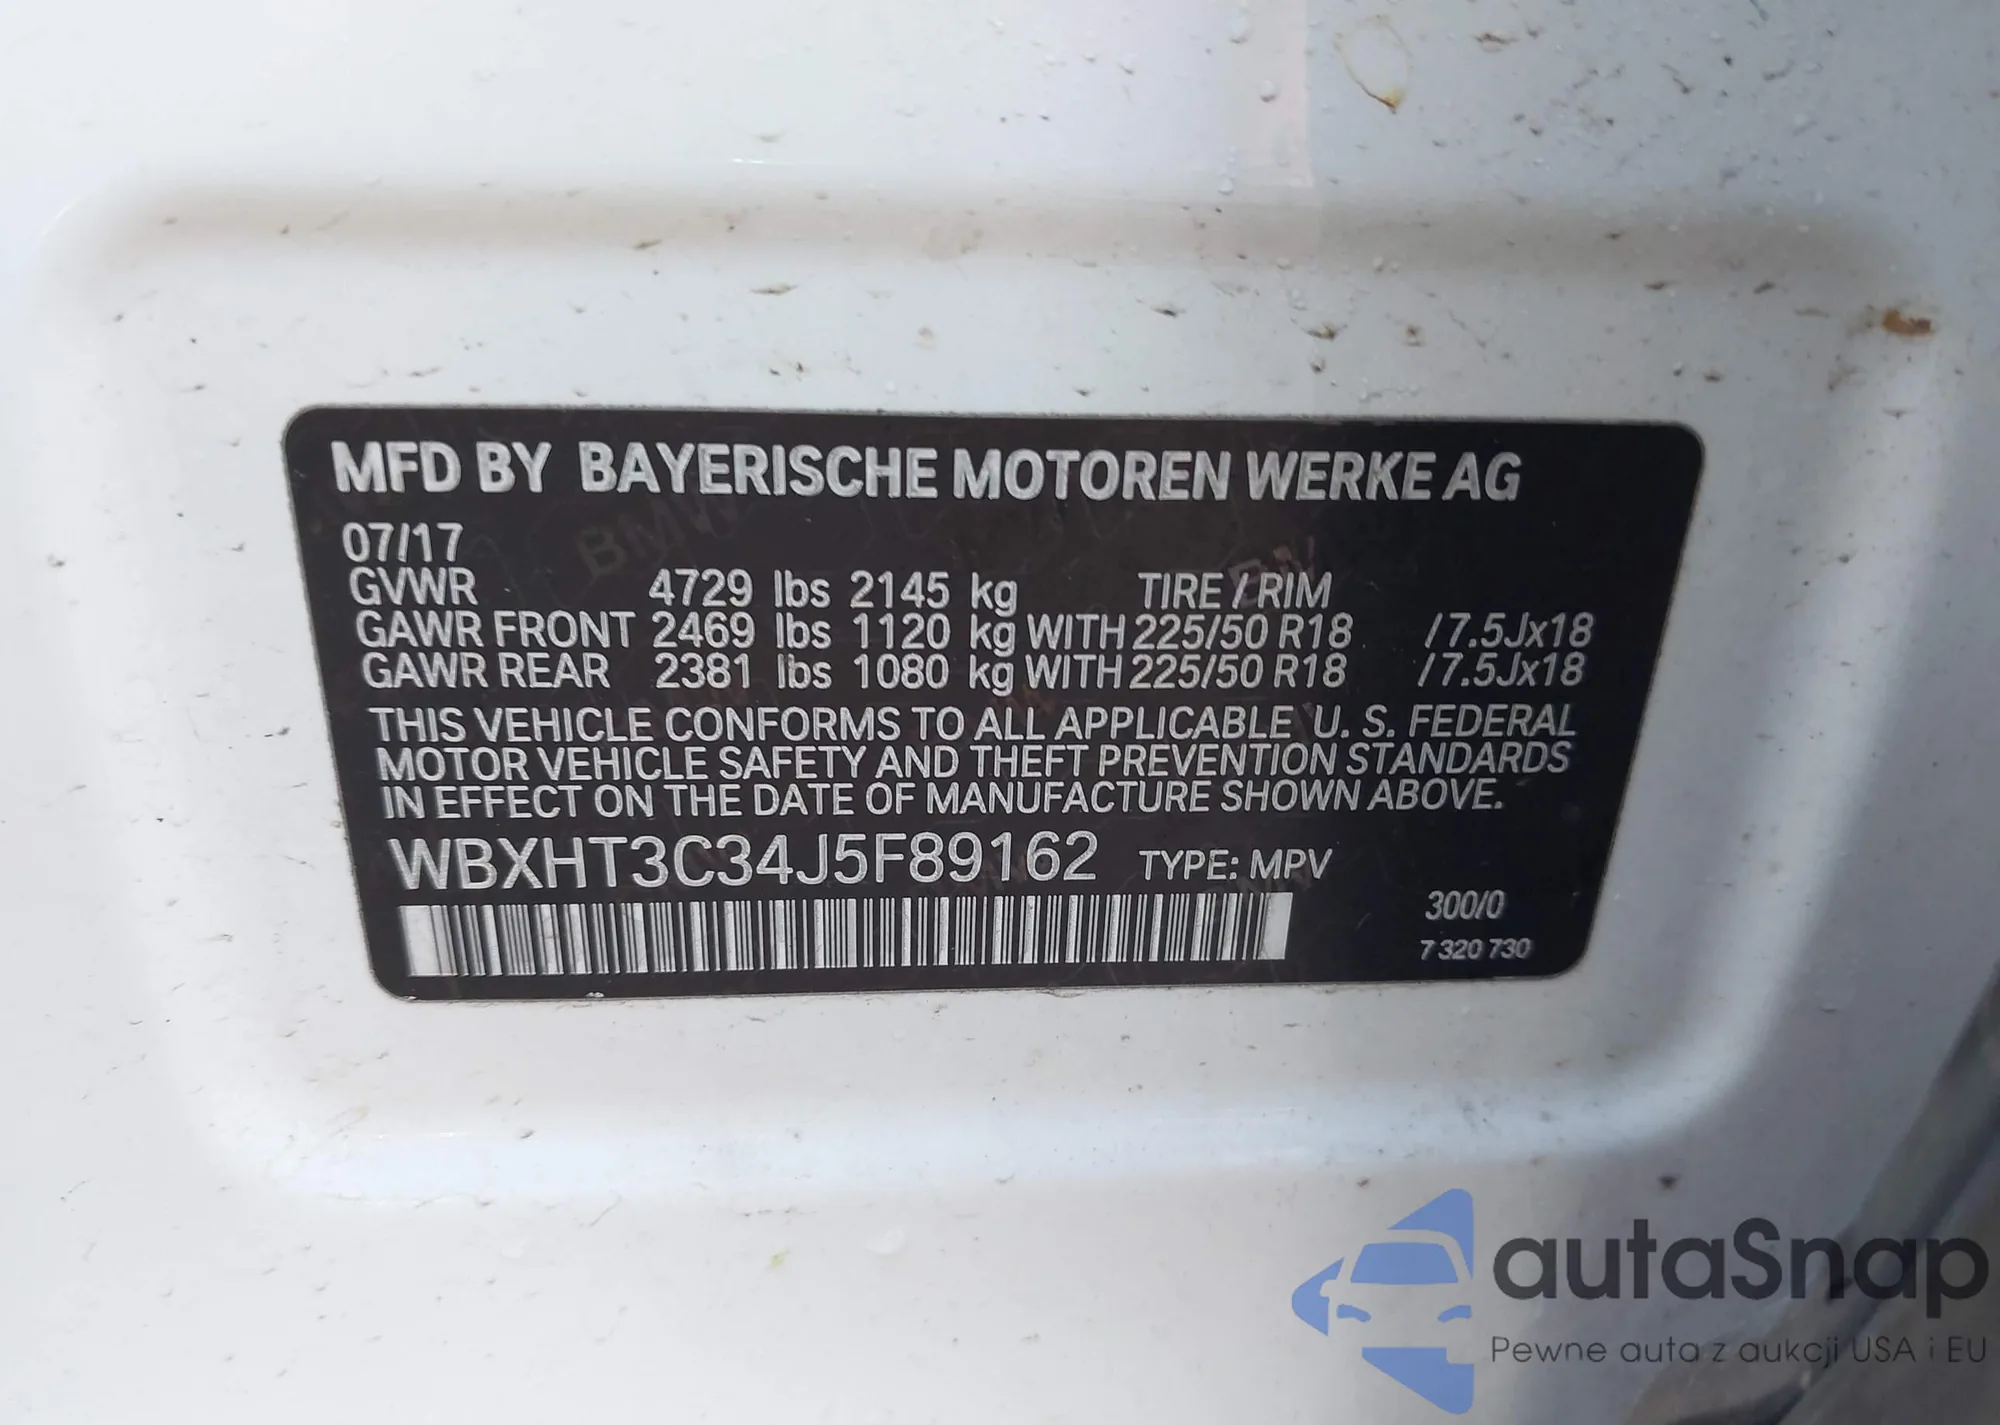 MFD BY BAYERISCHE MOTOREN WERKE AG
07/17
GVWR 4729 lbs 2145 kg TIRE / RIM
GAWR FRONT 2469 lbs 1120 kg WITH 225/50 R18 /7.5Jx18
GAWR REAR 2381 lbs 1080 kg WITH 225/50 R18 /7.5Jx18
THIS VEHICLE CONFORMS TO ALL APPLICABLE U. S. FEDERAL
MOTOR VEHICLE SAFETY AND THEFT PREVENTION STANDARDS
IN EFFECT ON THE DATE OF MANUFACTURE SHOWN ABOVE.
WBXHT3C34J5F89162 TYPE: MPV
300/0
7 320 730
autaSnap
Pewne auta z aukcji USA i EU